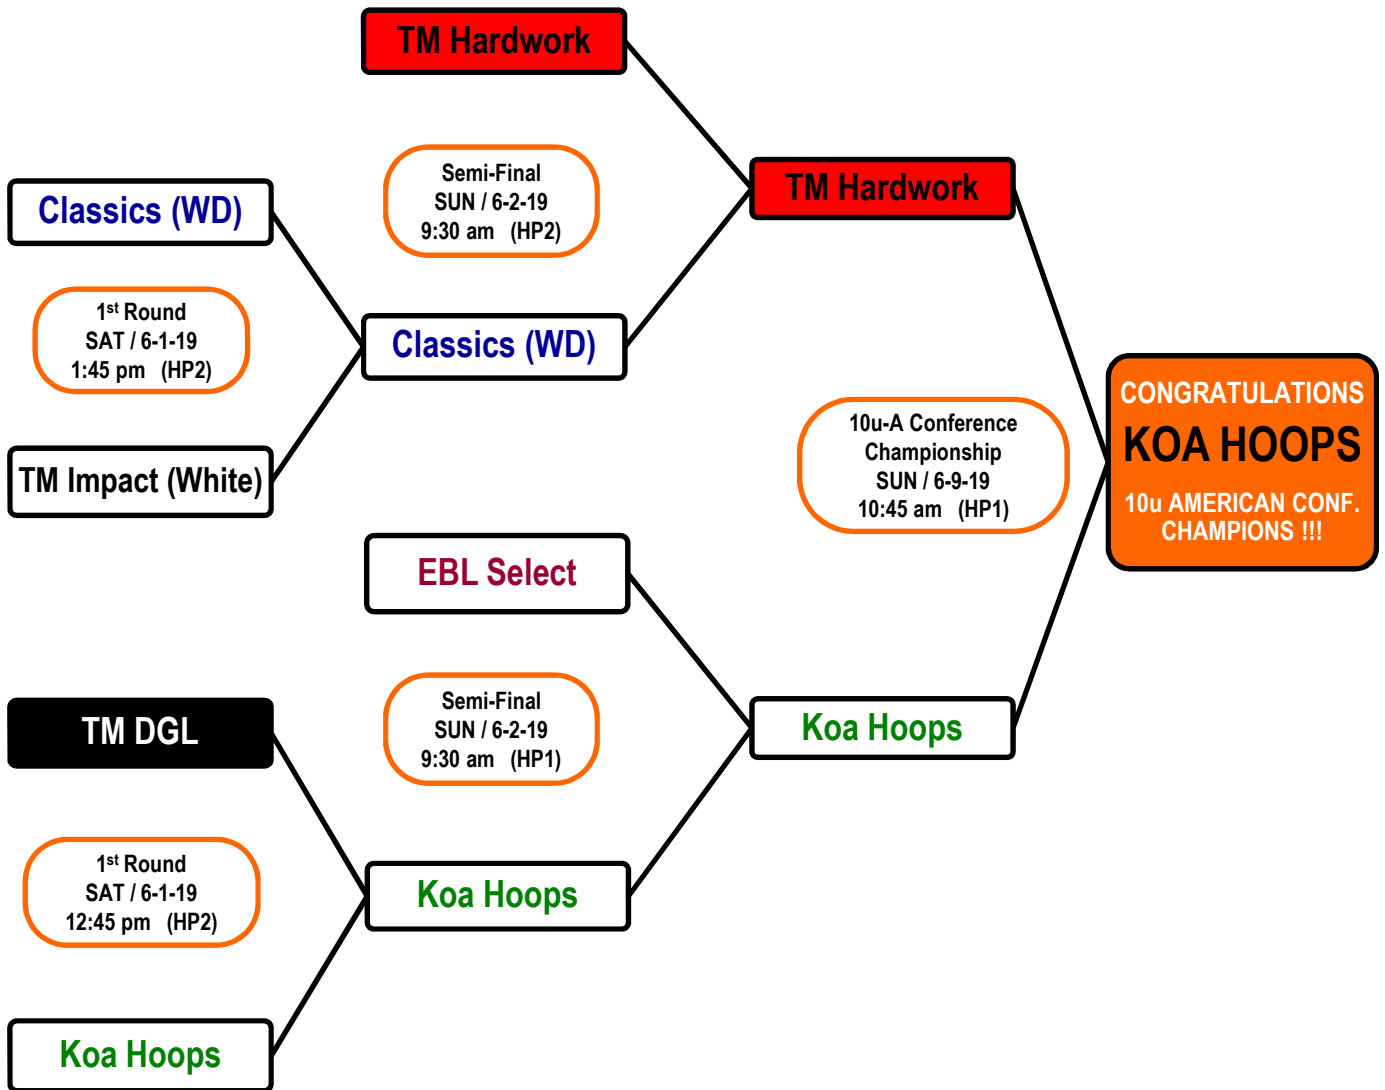 TM Hardwork
Semi-Final
SUN / 6-2-19
9:30 am (HP2)
TM Hardwork
Classics (WD)
1st Round
SAT / 6-1-19
1:45 pm (HP2)
Classics (WD)
TM Impact (White)
10u-A Conference
Championship
SUN / 6-9-19
10:45 am (HP1)
CONGRATULATIONS
KOA HOOPS
10u AMERICAN CONF.
CHAMPIONS !!!
EBL Select
Semi-Final
SUN / 6-2-19
9:30 am (HP1)
Koa Hoops
TM DGL
1st Round
SAT / 6-1-19
12:45 pm (HP2)
Koa Hoops
Koa Hoops